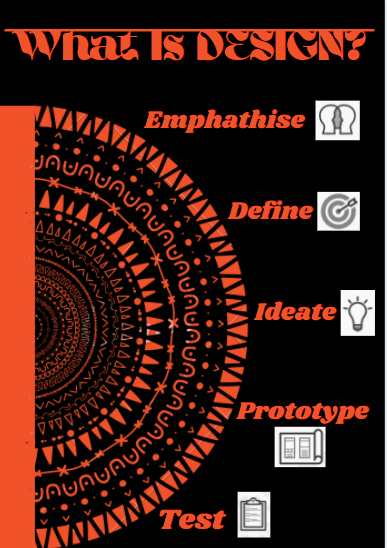 What Is DESIGN?
Emphathise
Define
Ideate
Prototype
Test